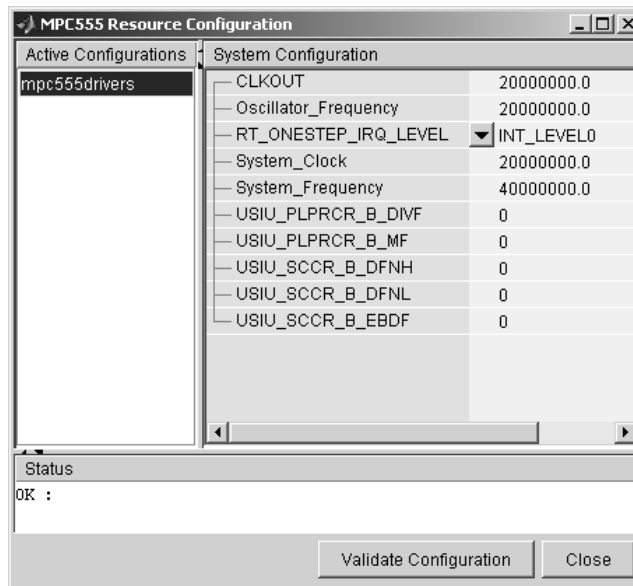 MPC555 Resource Configuration
Active Configurations
System Configuration
mpc555drivers
CLKOUT 20000000.0
Oscillator_Frequency 20000000.0
RT_ONESTEP_IRQ_LEVEL INT_LEVEL0
System_Clock 20000000.0
System_Frequency 40000000.0
USIU_PLPRCR_B_DIVF 0
USIU_PLPRCR_B_MF 0
USIU_SCCR_B_DFNH 0
USIU_SCCR_B_DFNL 0
USIU_SCCR_B_EBDF 0
Status
OK :
Validate Configuration
Close